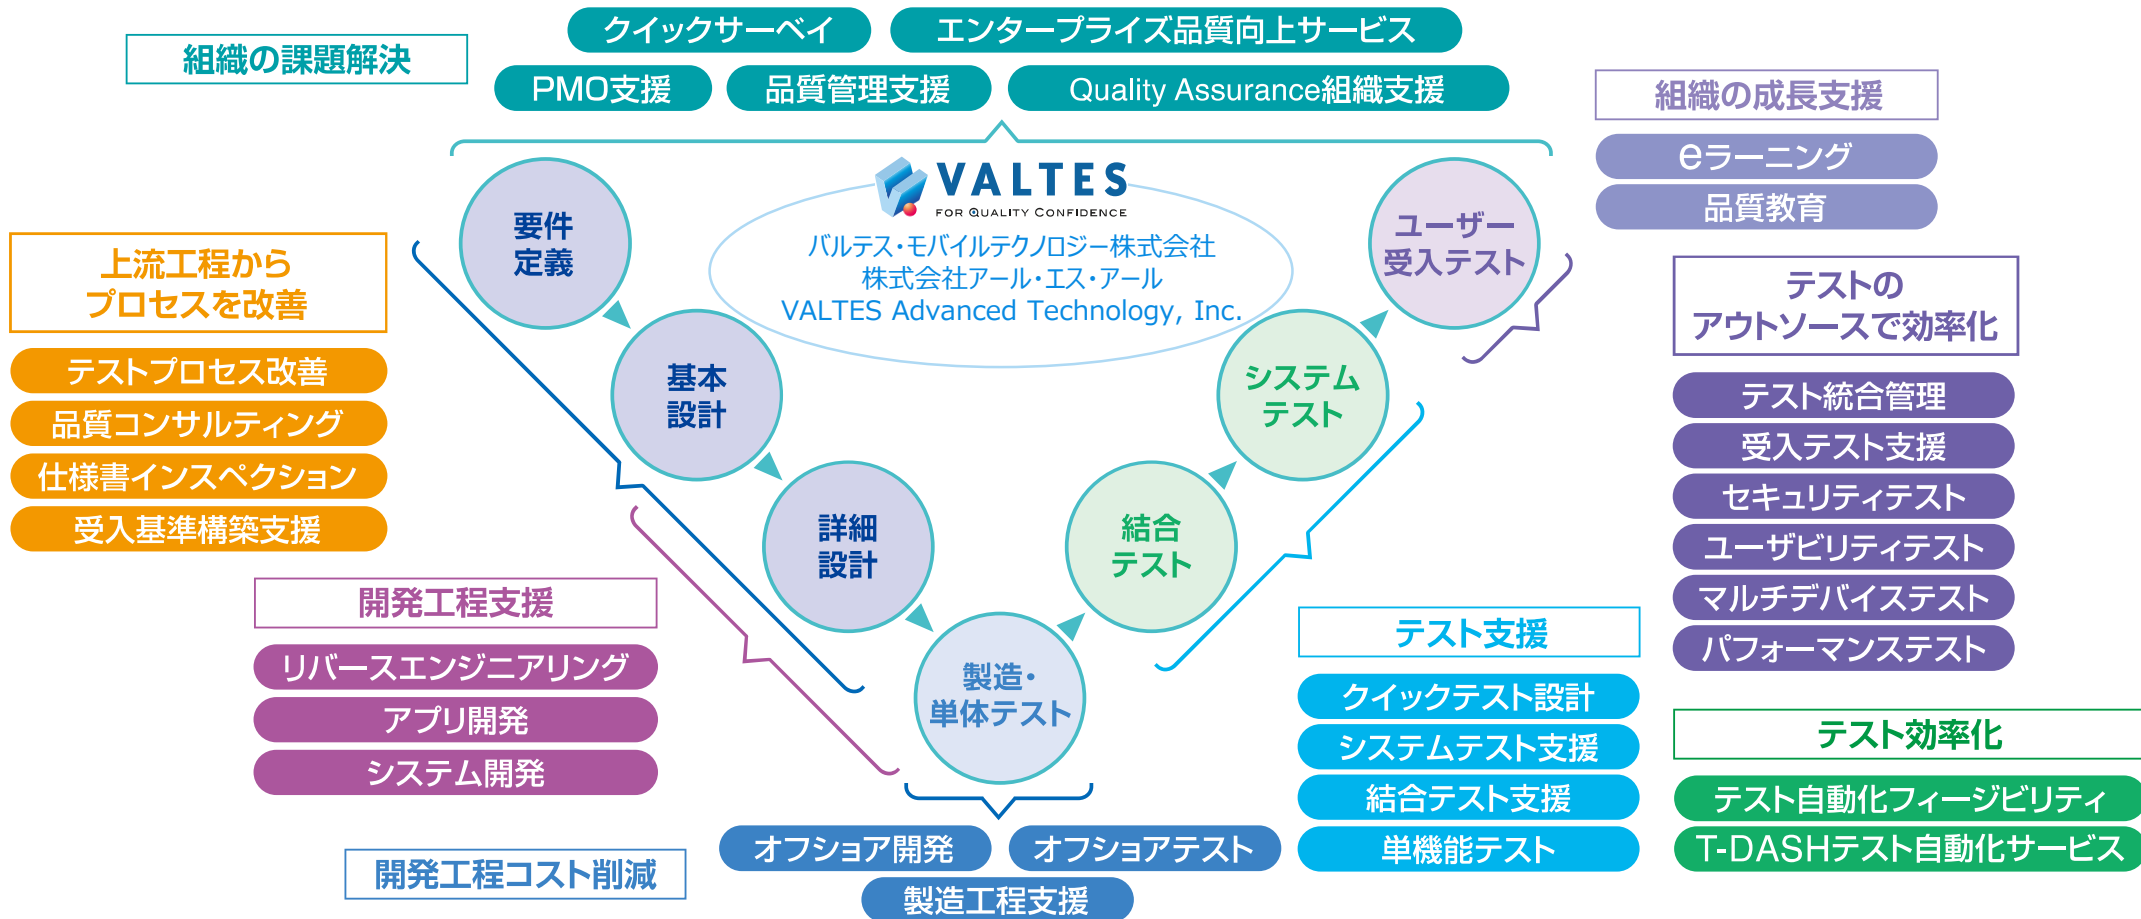 組織の課題解決
クイックサーベイ
エンタープライズ品質向上サービス
PMO支援
品質管理支援
Quality Assurance組織支援
組織の成長支援
eラーニング
品質教育
VALTES
FOR QUALITY CONFIDENCE
バルテス・モバイルテクノロジー株式会社
株式会社アール・エス・アール
VALTES Advanced Technology, Inc.
要件
定義
基本
設計
詳細
設計
製造・
単体テスト
結合
テスト
システム
テスト
ユーザー
受入テスト
上流工程から
プロセスを改善
テストプロセス改善
品質コンサルティング
仕様書インスペクション
受入基準構築支援
開発工程支援
リバースエンジニアリング
アプリ開発
システム開発
開発工程コスト削減
オフショア開発
オフショアテスト
製造工程支援
テスト支援
クイックテスト設計
システムテスト支援
結合テスト支援
単機能テスト
テストの
アウトソースで効率化
テスト統合管理
受入テスト支援
セキュリティテスト
ユーザビリティテスト
マルチデバイステスト
パフォーマンステスト
テスト効率化
テスト自動化フィージビリティ
T-DASHテスト自動化サービス